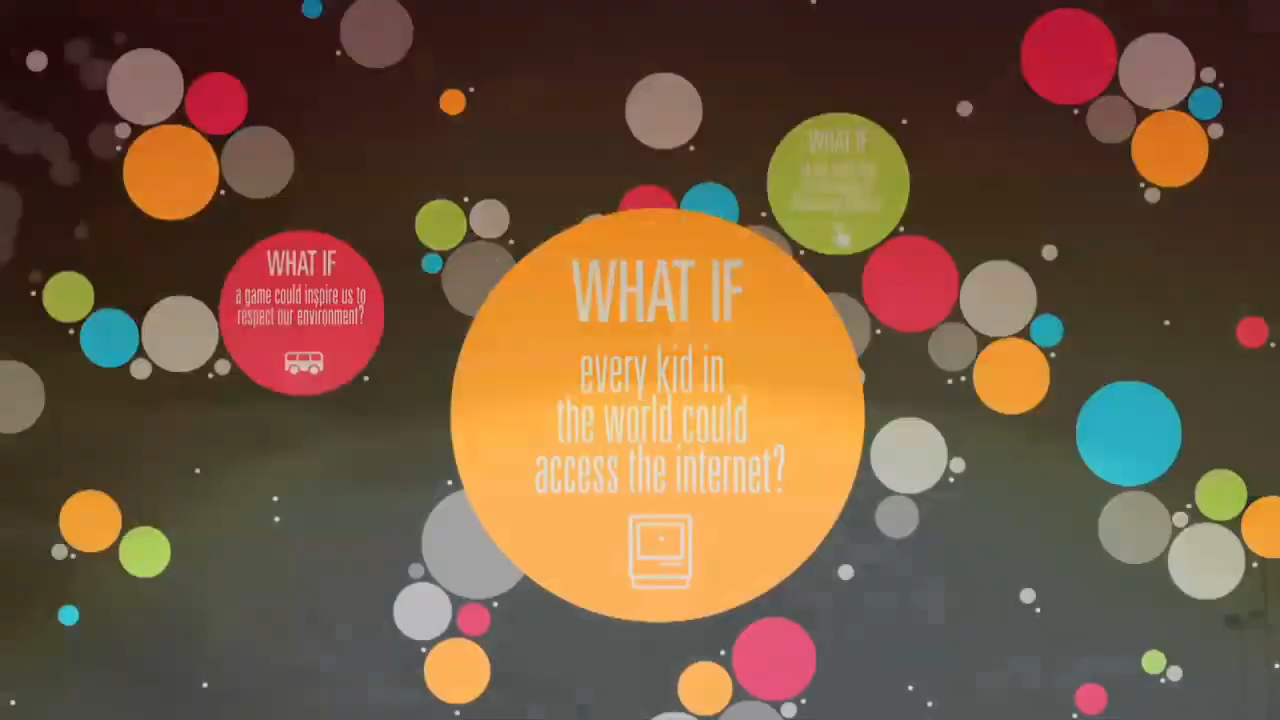 WHAT IF
every kid in
the world could
access the internet?
WHAT IF
a game could inspire us to
respect our environment?
WHAT IF